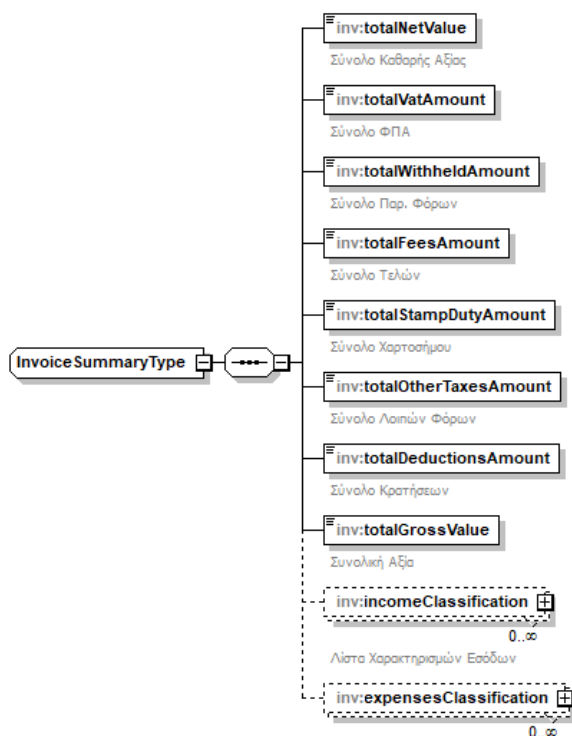 inv:totalNetValue
Σύνολο Καθαρής Αξίας
inv:totalVatAmount
Σύνολο ΦΠΑ
inv:totalWithheldAmount
Σύνολο Παρ. Φόρων
inv:totalFeesAmount
Σύνολο Τελών
inv:totalStampDutyAmount
Σύνολο Χαρτοσήμου
InvoiceSummaryType
inv:totalOtherTaxesAmount
Σύνολο Λοιπών Φόρων
inv:totalDeductionsAmount
Σύνολο Κρατήσεων
inv:totalGrossValue
Συνολική Αξία
inv:incomeClassification
0..∞
Λίστα Χαρακτηρισμών Εσόδων
inv:expensesClassification
0..∞